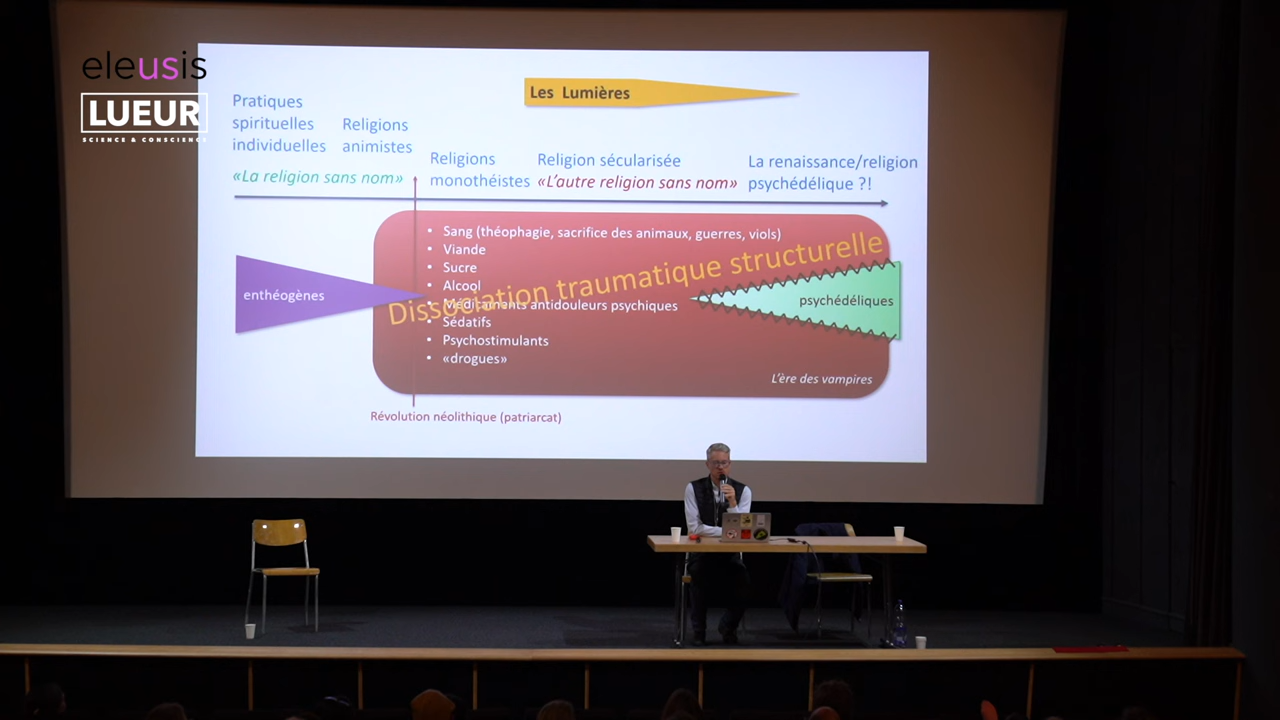 eleusis
LUEUR
SCIENCE & CONSCIENCE
Les Lumières
Pratiques
spirituelles
individuelles
Religions
animistes
«La religion sans nom»
Religions
monothéistes
Religion sécularisée
«L'autre religion sans nom»
La renaissance/religion
psychédélique ?!
enthéogènes
• Sang (théophagie, sacrifice des animaux, guerres, viols)
• Viande
• Sucre
• Alcool
• Médicaments antidouleurs psychiques
• Sédatifs
• Psychostimulants
• «drogues»
Dissociation traumatique structurelle
psychédéliques
L'ère des vampires
Révolution néolithique (patriarcat)